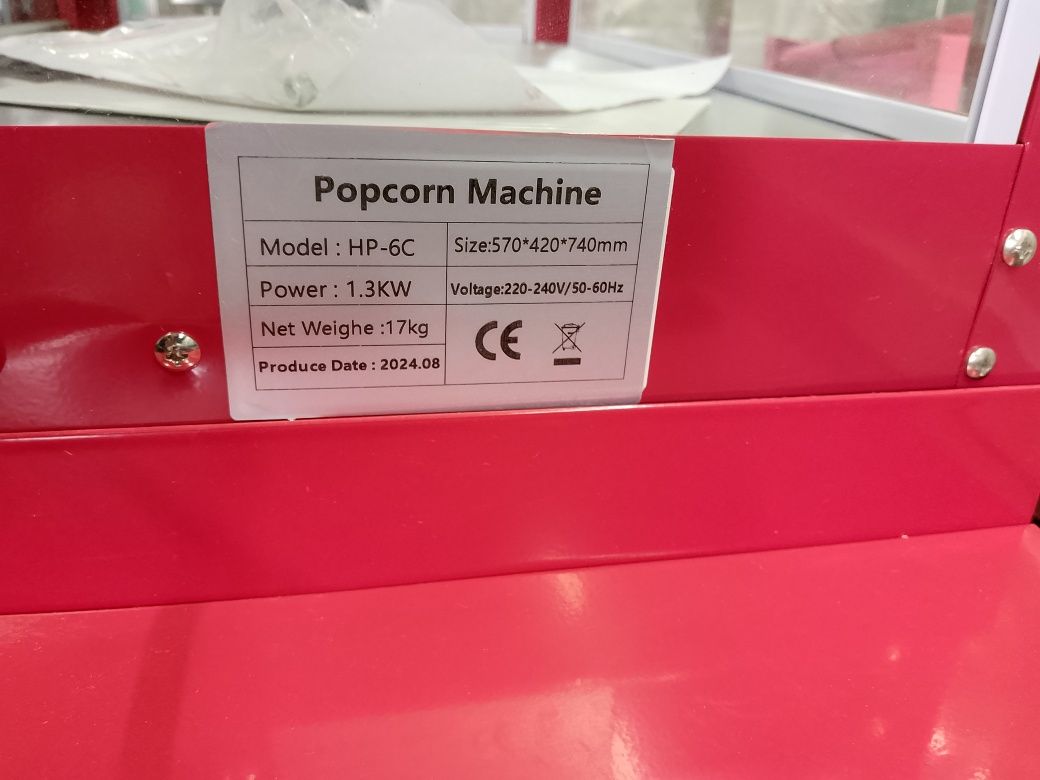 Popcorn Machine
Model : HP-6C
Size:570*420*740mm
Power : 1.3KW
Voltage:220-240V/50-60Hz
Net Weighe :17kg
Produce Date : 2024.08
CE